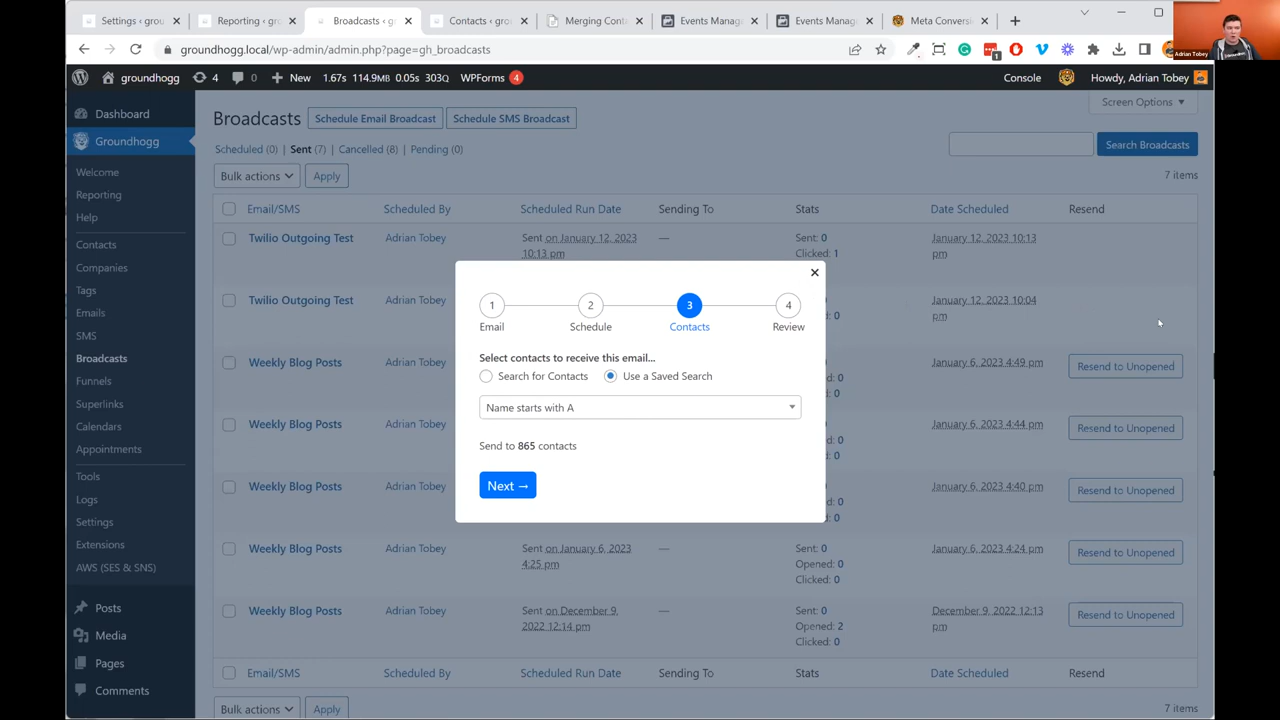 Settings ‹ grou
Reporting ‹ gra
Broadcasts ‹ g
Contacts ‹ grou
Merging Cont
Events Manag
Events Manag
Meta Conversi
groundhogg.local/wp-admin/admin.php?page=gh_broadcasts
1
Adrian Tobey
groundhogg 4 0 New 1.67s 114.9MB 0.05s 303Q WPForms 4 Console Howdy, Adrian Tobey
Dashboard
Groundhogg
Welcome
Reporting
Help
Contacts
Companies
Tags
Emails
SMS
Broadcasts
Funnels
Superlinks
Calendars
Appointments
Tools
Logs
Settings
Extensions
AWS (SES & SNS)
Posts
Media
Pages
Comments
Screen Options
Broadcasts Schedule Email Broadcast Schedule SMS Broadcast
Scheduled (0) Sent (7) Cancelled (8) Pending (0)
Search Broadcasts
Bulk actions Apply 7 items
Email/SMS Scheduled By Scheduled Run Date Sending To Stats Date Scheduled Resend
Twilio Outgoing Test Adrian Tobey Sent on January 12, 2023 — Sent: 0 January 12, 2023 10:13
10:13 pm Clicked: 1 pm
Twilio Outgoing Test Adrian Tobey January 12, 2023 10:04
: 0 pm
Weekly Blog Posts Adrian Tobey January 6, 2023 4:49 pm Resend to Unopened
: 0
d: 0
Weekly Blog Posts Adrian Tobey January 6, 2023 4:44 pm Resend to Unopened
: 0
d: 0
Weekly Blog Posts Adrian Tobey January 6, 2023 4:40 pm Resend to Unopened
: 0
d: 0
Weekly Blog Posts Adrian Tobey Sent on January 6, 2023 — Sent: 0 January 6, 2023 4:24 pm Resend to Unopened
4:25 pm Opened: 0
Clicked: 0
Weekly Blog Posts Adrian Tobey Sent on December 9, — Sent: 0 December 9, 2022 12:13 Resend to Unopened
2022 12:14 pm Opened: 2 pm
Clicked: 0
Email/SMS Scheduled By Scheduled Run Date Sending To Stats Date Scheduled Resend
Bulk actions Apply 7 items
1 2 3 4
Email Schedule Contacts Review
Select contacts to receive this email...
Search for Contacts Use a Saved Search
Name starts with A
Send to 865 contacts
Next →